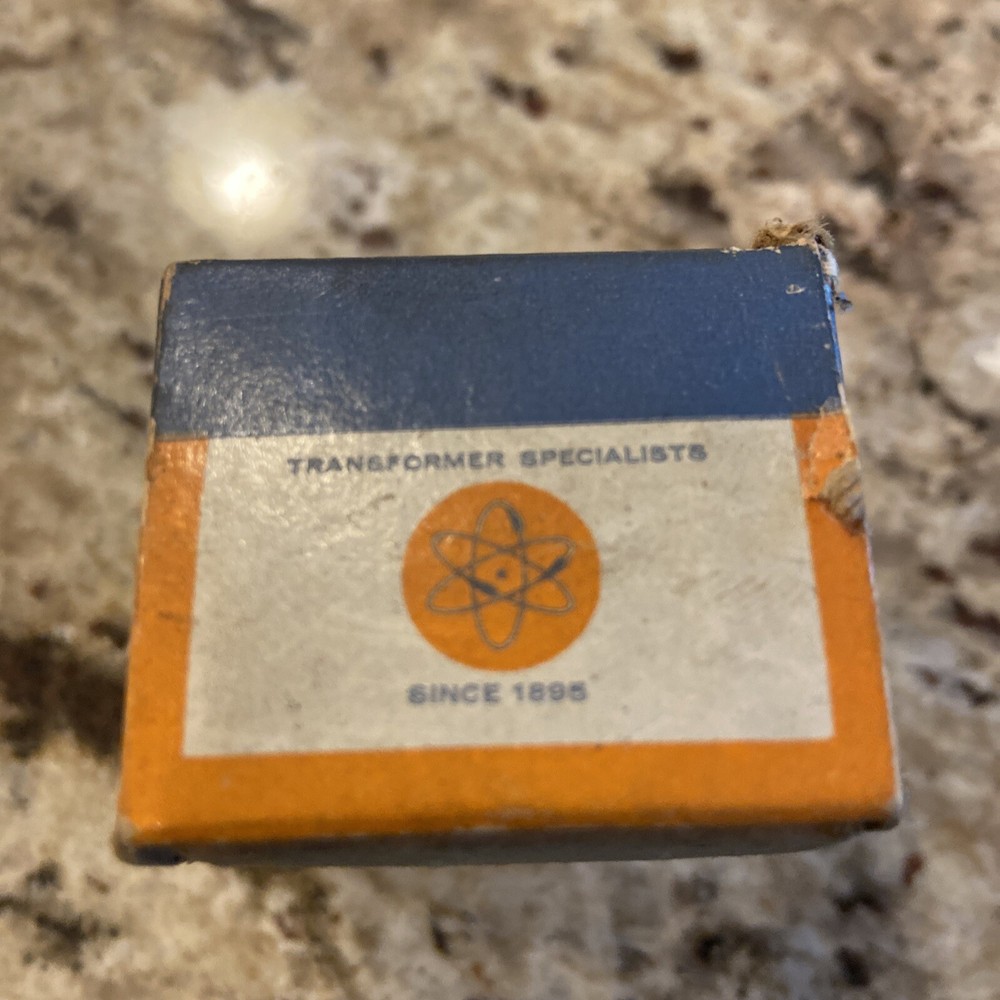 TRANSFORMER SPECIALISTS
SINCE 1895